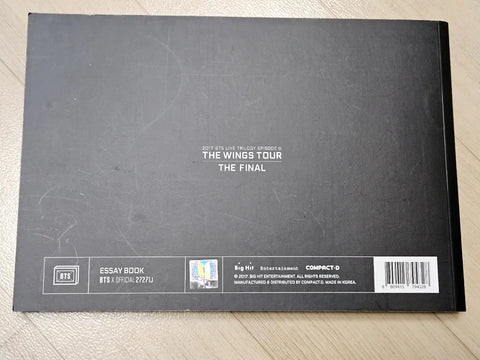 2017 BTS LIVE TRILOGY EPISODE III
THE WINGS TOUR
THE FINAL
BTS
ESSAY BOOK
BTS X OFFICIAL 27271J
Big Hit Entertainment COMPACT·D
© 2017. BIG HIT ENTERTAINMENT. ALL RIGHTS RESERVED.
MANUFACTURED & DISTRIBUTED BY COMPACT.D. MADE IN KOREA.